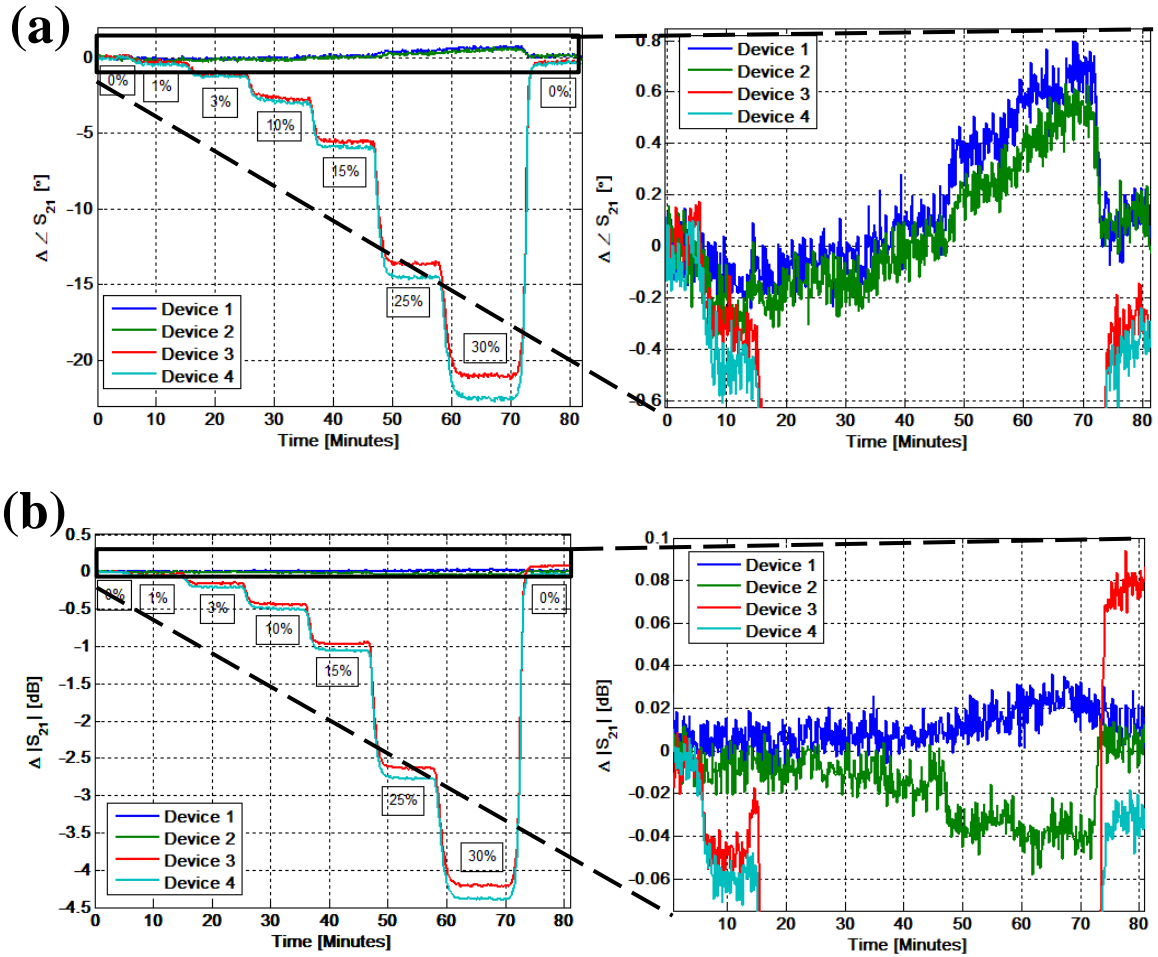 (a)
Δ ∠ S21 [º]
0
−5
−10
−15
−20
0%
1%
3%
10%
15%
25%
30%
0%
Device 1
Device 2
Device 3
Device 4
0 10 20 30 40 50 60 70 80
Time [Minutes]
Δ ∠ S21 [º]
0.8
0.6
0.4
0.2
0
−0.2
−0.4
−0.6
Device 1
Device 2
Device 3
Device 4
0 10 20 30 40 50 60 70 80
Time [Minutes]
(b)
Δ |S21| [dB]
0.5
0
−0.5
−1
−1.5
−2
−2.5
−3
−3.5
−4
−4.5
0%
1%
3%
10%
15%
25%
30%
0%
Device 1
Device 2
Device 3
Device 4
0 10 20 30 40 50 60 70 80
Time [Minutes]
Δ |S21| [dB]
0.1
0.08
0.06
0.04
0.02
0
−0.02
−0.04
−0.06
Device 1
Device 2
Device 3
Device 4
10 20 30 40 50 60 70 80
Time [Minutes]